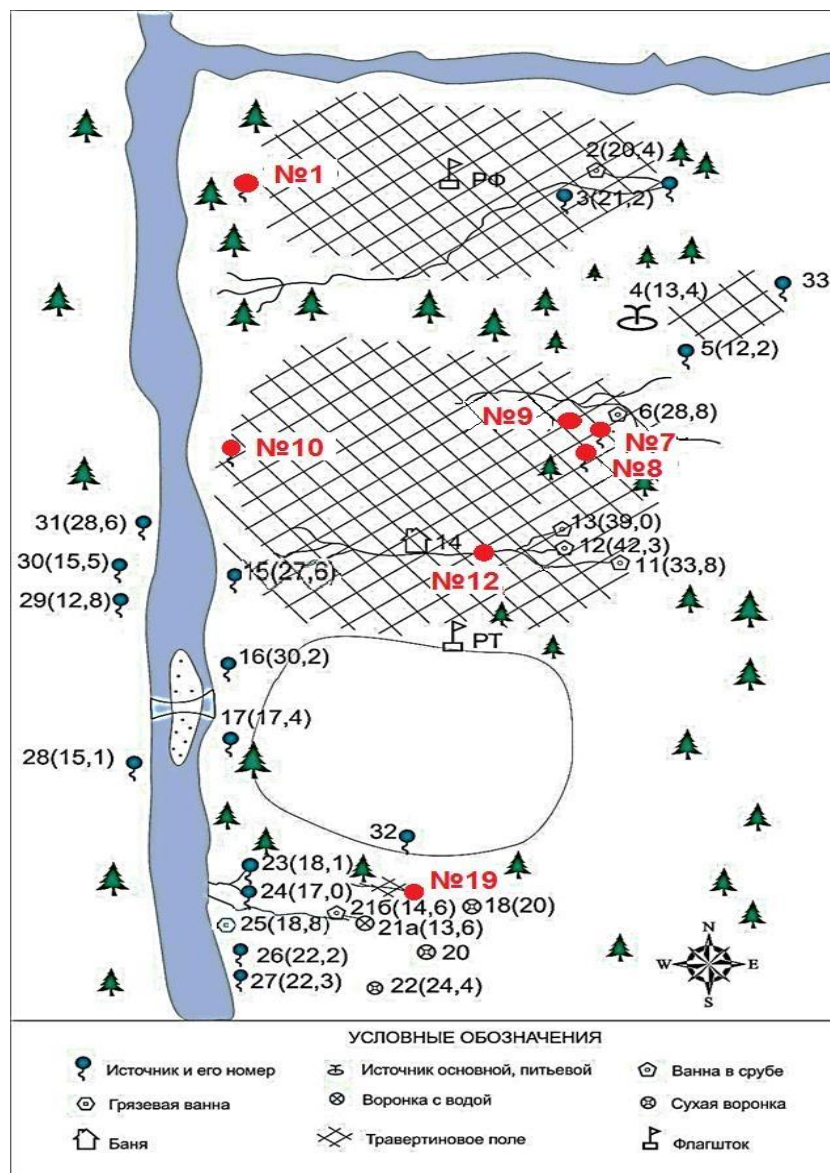 2(20,4)
№1
РФ
3(21,2)
33
4(13,4)
5(12,2)
6(28,8)
№9
№7
№10
№8
31(28,6)
13(39,0)
14
12(42,3)
30(15,5)
15(27,6)
№12
11(33,8)
29(12,8)
РТ
16(30,2)
17(17,4)
28(15,1)
32
23(18,1)
№19
24(17,0)
21б(14,6)
18(20)
25(18,8)
21а(13,6)
26(22,2)
20
27(22,3)
22(24,4)
N
W
E
S
УСЛОВНЫЕ ОБОЗНАЧЕНИЯ
Источник и его номер
Источник основной, питьевой
Ванна в срубе
Грязевая ванна
Воронка с водой
Сухая воронка
Баня
Травертиновое поле
Флагшток